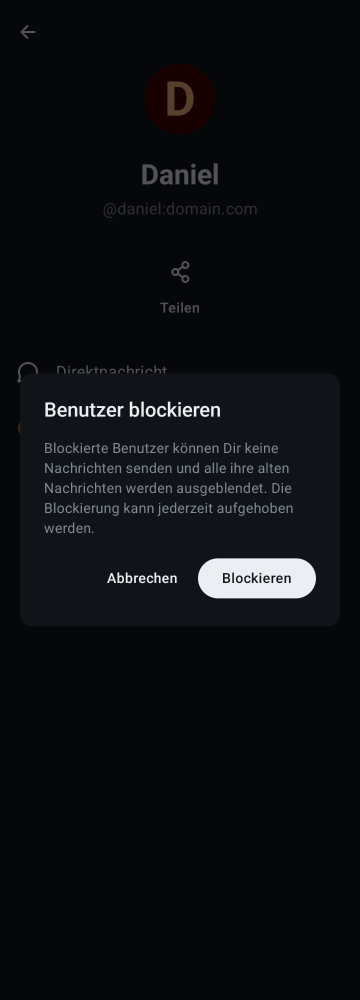 D
Daniel
@daniel:domain.com
Teilen
Direktnachricht
Benutzer blockieren
Blockierte Benutzer können Dir keine
Nachrichten senden und alle ihre alten
Nachrichten werden ausgeblendet. Die
Blockierung kann jederzeit aufgehoben
werden.
Abbrechen
Blockieren